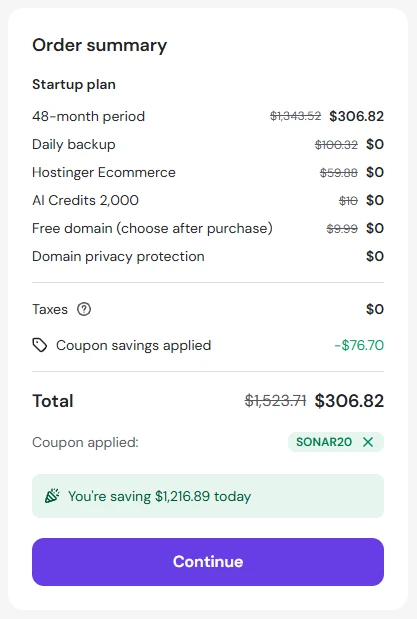 Order summary
Startup plan
48-month period $1,343.52 $306.82
Daily backup $100.32 $0
Hostinger Ecommerce $59.88 $0
AI Credits 2,000 $10 $0
Free domain (choose after purchase) $9.99 $0
Domain privacy protection $0
Taxes ? $0
Coupon savings applied -$76.70
Total $1,523.71 $306.82
Coupon applied: SONAR20
You're saving $1,216.89 today
Continue